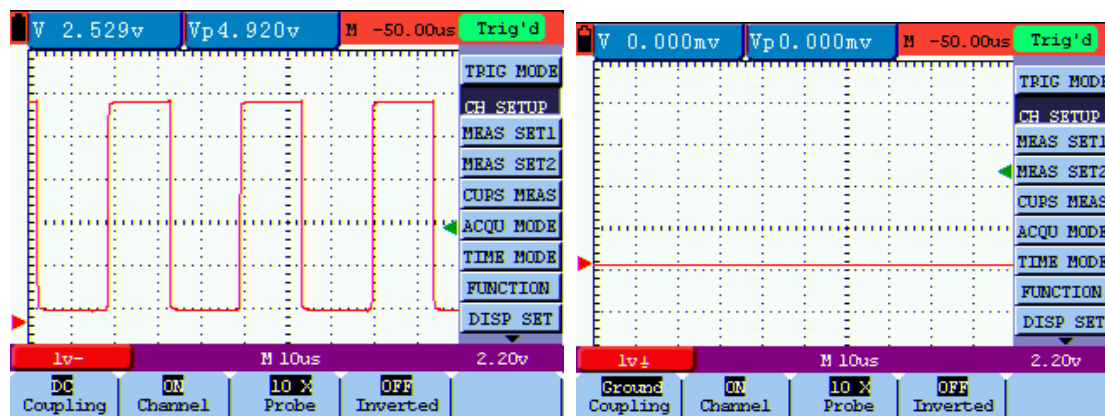 V 2.529v Vp4.920v M -50.00us Trig'd
TRIG MODE
CH SETUP
MEAS SET1
MEAS SET2
CURS MEAS
ACQU MODE
TIME MODE
FUNCTION
DISP SET
1v- M 10us 2.20v
DC ON 10 X OFF
Coupling Channel Probe Inverted
V 0.000mv Vp0.000mv M -50.00us Trig'd
TRIG MODE
CH SETUP
MEAS SET1
MEAS SET2
CURS MEAS
ACQU MODE
TIME MODE
FUNCTION
DISP SET
1v⏚ M 10us 2.20v
Ground ON 10 X OFF
Coupling Channel Probe Inverted